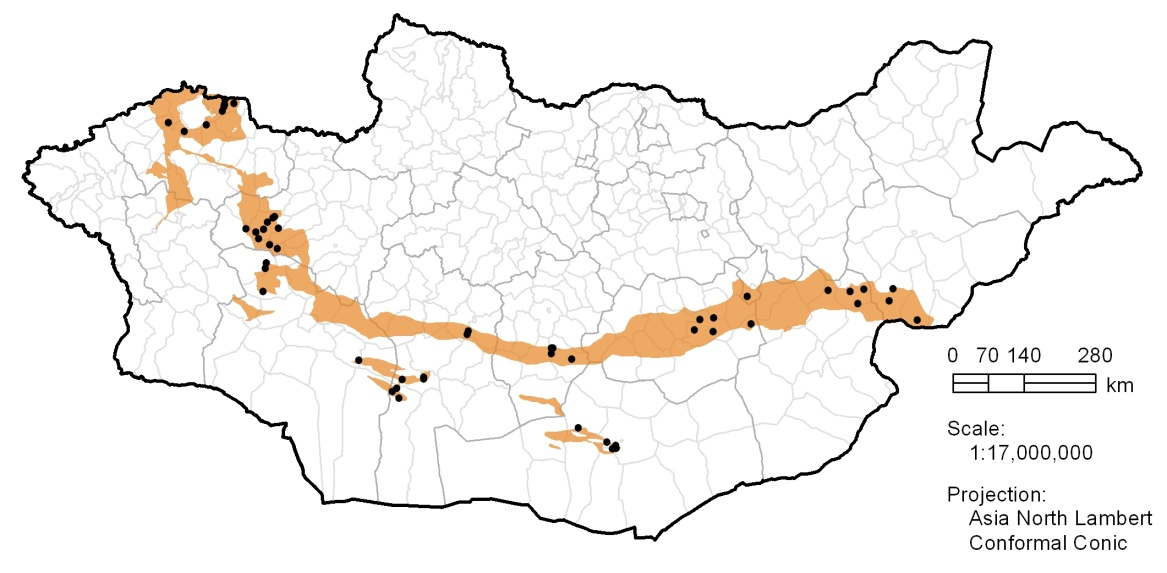 0 70 140 280
km
Scale:
1:17,000,000
Projection:
Asia North Lambert
Conformal Conic